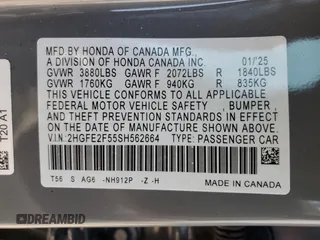 MFD BY HONDA OF CANADA MFG.,
A DIVISION OF HONDA CANADA INC. 01/'25
GVWR 3880LBS GAWR F 2072LBS R 1840LBS
GVWR 1760KG GAWR F 940KG R 835KG
THIS VEHICLE CONFORMS TO ALL APPLICABLE
FEDERAL MOTOR VEHICLE SAFETY, BUMPER, AND
THEFT PREVENTION STANDARDS IN EFFECT ON THE
DATE OF MANUFACTURE SHOWN ABOVE.
V.I.N.: 2HGFE2F55SH562664 TYPE: PASSENGER CAR
T56 S AG6 -NH912P -Z -H
MADE IN CANADA
120 A1
DREAMBID